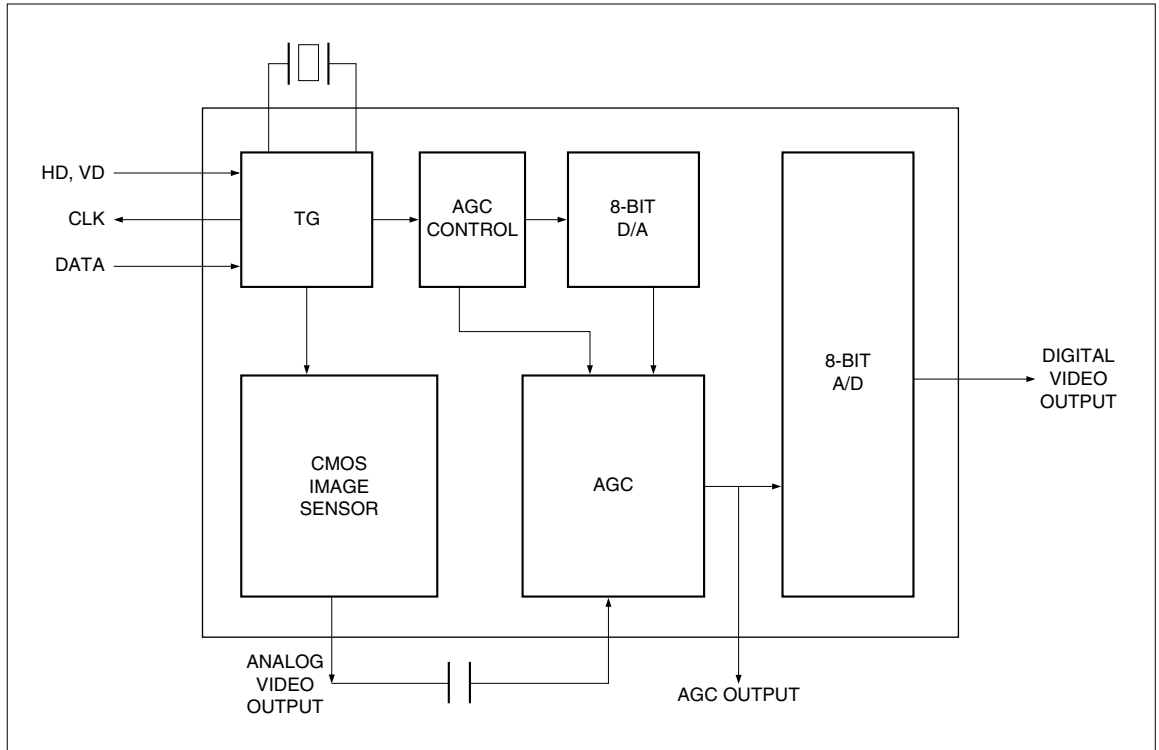 HD, VD
CLK
DATA
TG
AGC
CONTROL
8-BIT
D/A
8-BIT
A/D
CMOS
IMAGE
SENSOR
AGC
DIGITAL
VIDEO
OUTPUT
ANALOG
VIDEO
OUTPUT
AGC OUTPUT